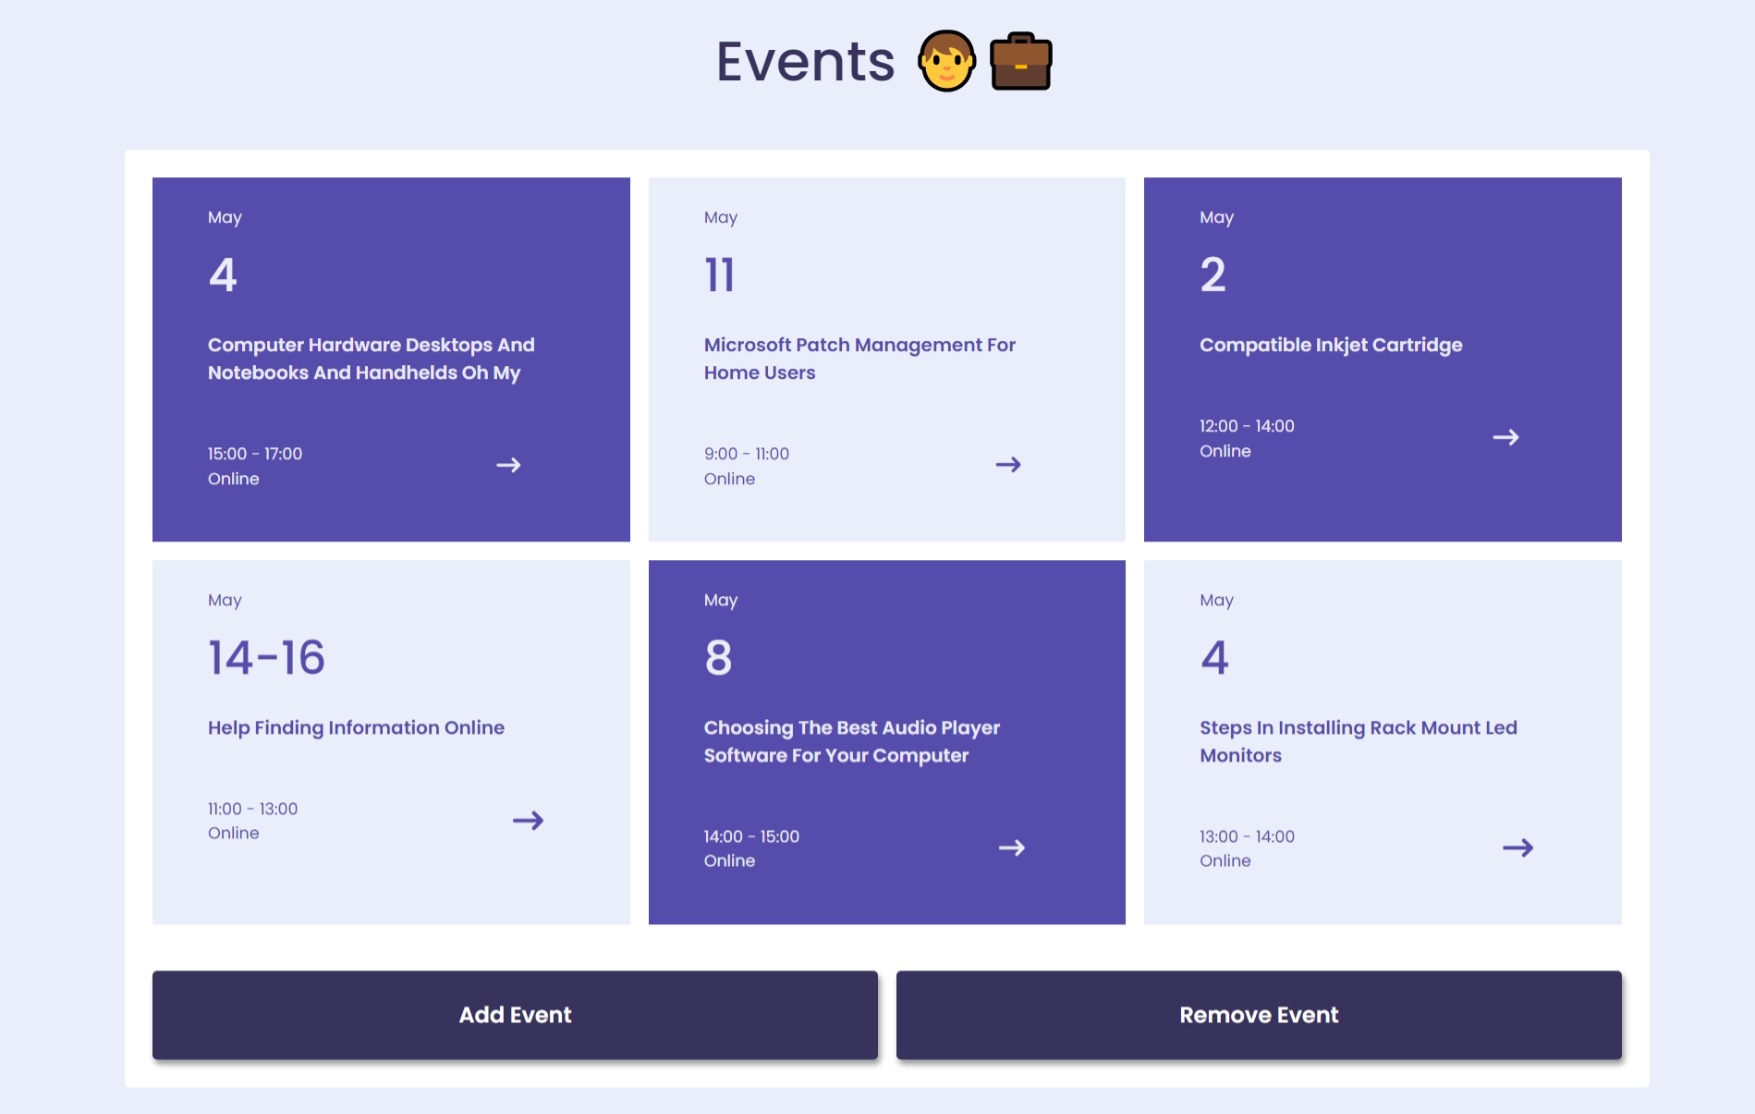 Events
May
4
Computer Hardware Desktops And
Notebooks And Handhelds Oh My
15:00 - 17:00
Online
May
11
Microsoft Patch Management For
Home Users
9:00 - 11:00
Online
May
2
Compatible Inkjet Cartridge
12:00 - 14:00
Online
May
14-16
Help Finding Information Online
11:00 - 13:00
Online
May
8
Choosing The Best Audio Player
Software For Your Computer
14:00 - 15:00
Online
May
4
Steps In Installing Rack Mount Led
Monitors
13:00 - 14:00
Online
Add Event
Remove Event